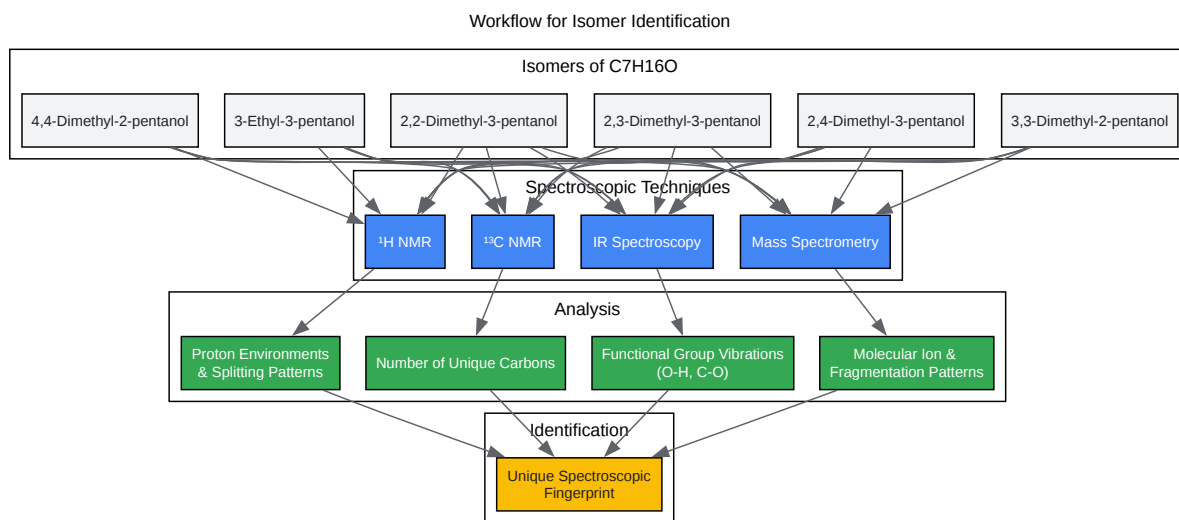 Workflow for Isomer Identification
Isomers of C7H16O
4,4-Dimethyl-2-pentanol
3-Ethyl-3-pentanol
2,2-Dimethyl-3-pentanol
2,3-Dimethyl-3-pentanol
2,4-Dimethyl-3-pentanol
3,3-Dimethyl-2-pentanol
Spectroscopic Techniques
¹H NMR
¹³C NMR
IR Spectroscopy
Mass Spectrometry
Analysis
Proton Environments
& Splitting Patterns
Number of Unique Carbons
Functional Group Vibrations
(O-H, C-O)
Molecular Ion &
Fragmentation Patterns
Identification
Unique Spectroscopic
Fingerprint